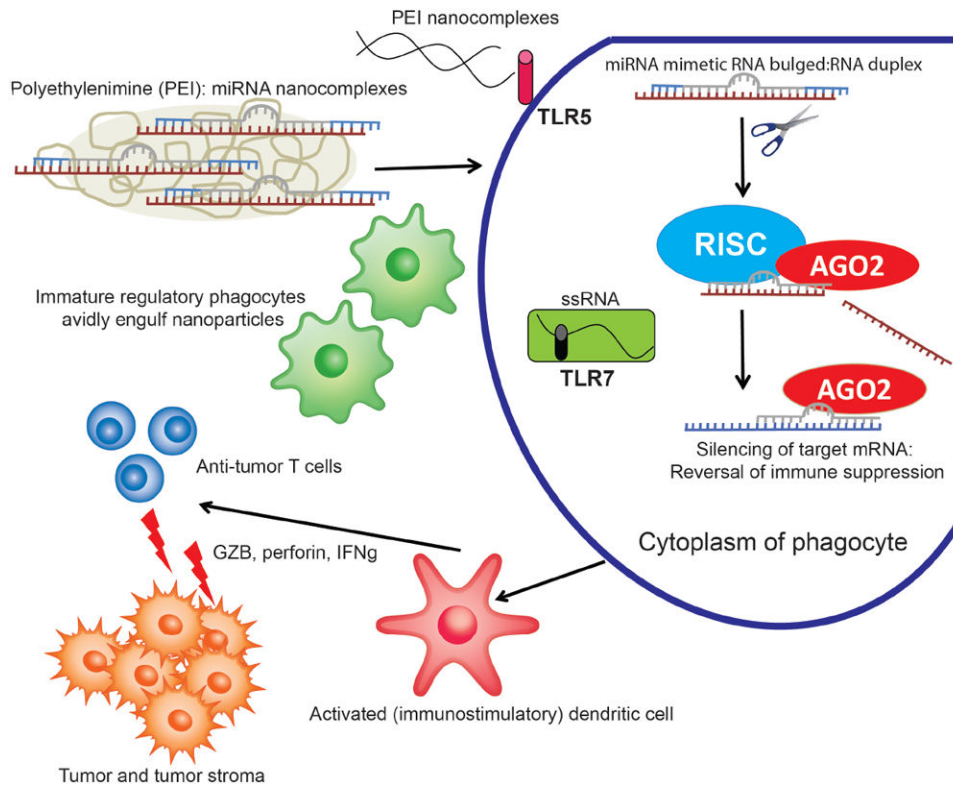 PEI nanocomplexes
TLR5
Polyethylenimine (PEI): miRNA nanocomplexes
miRNA mimetic RNA bulged:RNA duplex
RISC
AGO2
Immature regulatory phagocytes
avidly engulf nanoparticles
ssRNA
TLR7
AGO2
Silencing of target mRNA:
Reversal of immune suppression
Cytoplasm of phagocyte
Anti-tumor T cells
GZB, perforin, IFNg
Activated (immunostimulatory) dendritic cell
Tumor and tumor stroma